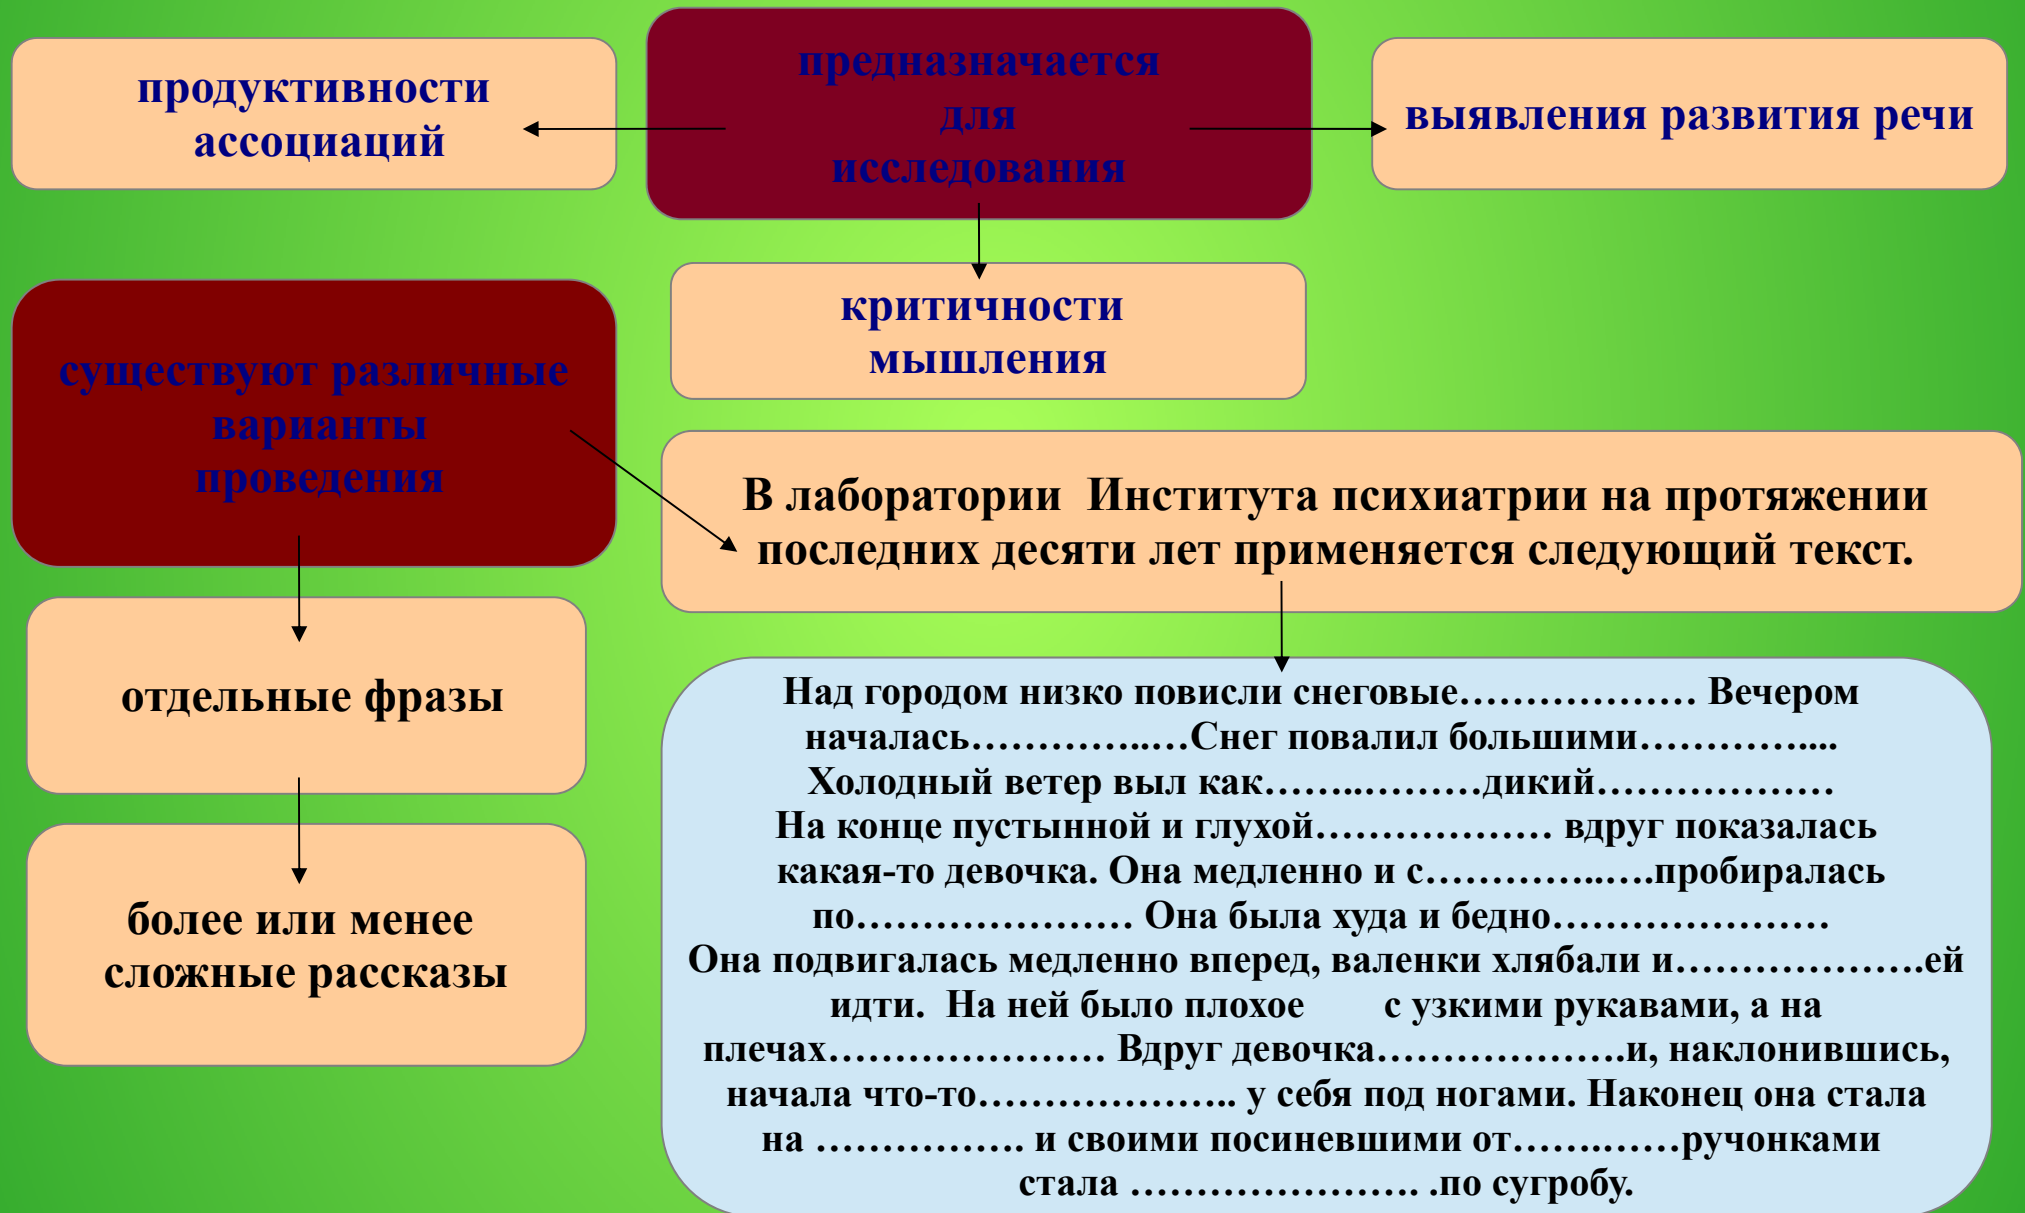 продуктивности
ассоциаций
предназначается
для
исследования
выявления развития речи
критичности
мышления
существуют различные
варианты
проведения
В лаборатории  Института психиатрии на протяжении
последних десяти лет применяется следующий текст.
отдельные фразы
более или менее
сложные рассказы
Над городом низко повисли снеговые……………… Вечером
началась…………..…Снег повалил большими…………....
Холодный ветер выл как……..………дикий………………
На конце пустынной и глухой……………… вдруг показалась
какая-то девочка. Она медленно и с…………..….пробиралась
по………………… Она была худа и бедно…………………
Она подвигалась медленно вперед, валенки хлябали и……………….ей
идти.  На ней было плохое        с узкими рукавами, а на
плечах………………… Вдруг девочка……………….и, наклонившись,
начала что-то……………….. у себя под ногами. Наконец она стала
на ……………. и своими посиневшими от…….……ручонками
стала …………………. .по сугробу.